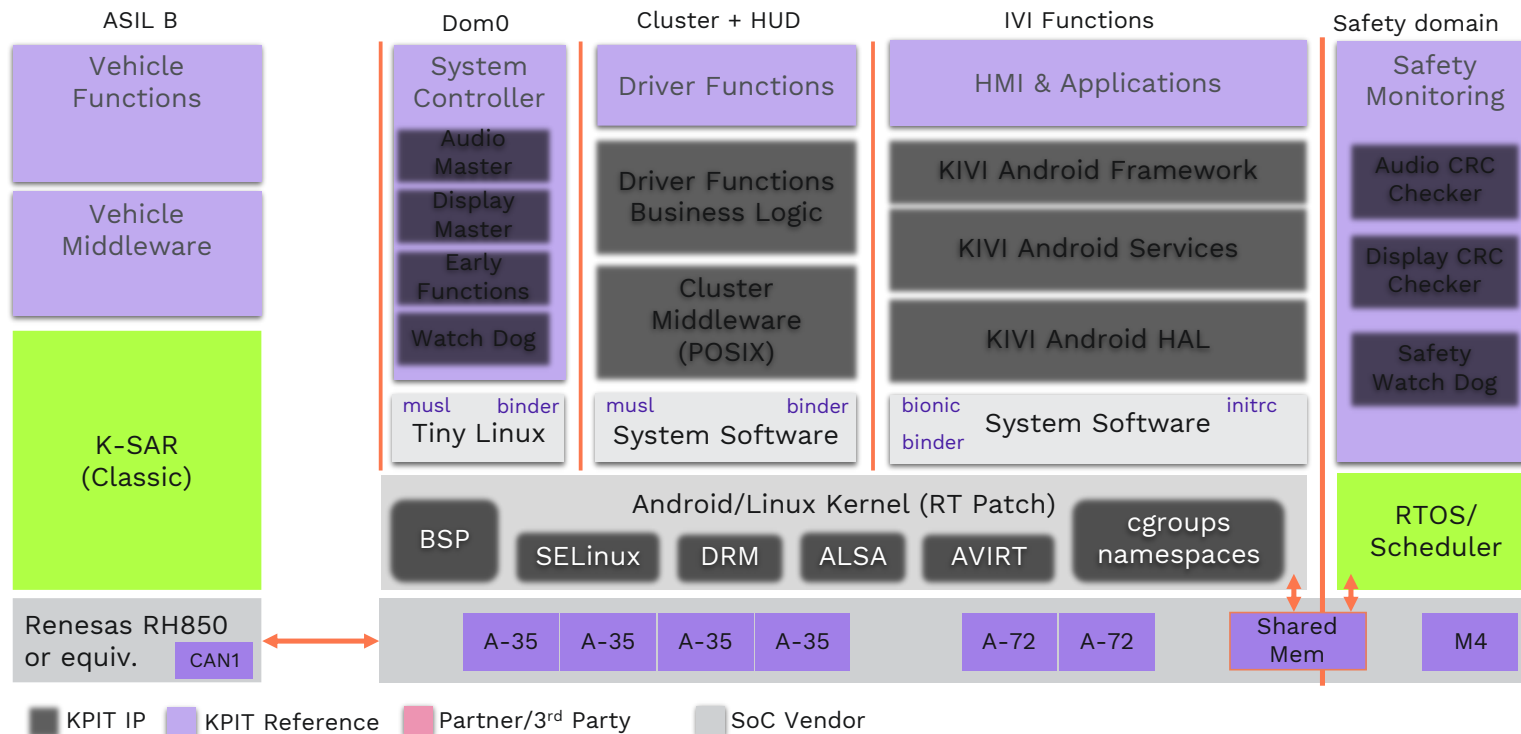 ASIL B
Dom0
Cluster + HUD
IVI Functions
Safety domain
Vehicle
Functions
Vehicle
Middleware
K-SAR
(Classic)
Renesas RH850
or equiv.
CAN1
System
Controller
Audio
Master
Display
Master
Early
Functions
Watch Dog
musl binder
Tiny Linux
Driver Functions
Driver Functions
Business Logic
Cluster
Middleware
(POSIX)
musl binder
System Software
HMI & Applications
KIVI Android Framework
KIVI Android Services
KIVI Android HAL
bionic initrc
System Software
binder
Safety
Monitoring
Audio CRC
Checker
Display CRC
Checker
Safety
Watch Dog
Android/Linux Kernel (RT Patch)
BSP
SELinux
DRM
ALSA
AVIRT
cgroups
namespaces
RTOS/
Scheduler
A-35 A-35 A-35 A-35
A-72 A-72
Shared
Mem
M4
KPIT IP
KPIT Reference
Partner/3rd Party
SoC Vendor